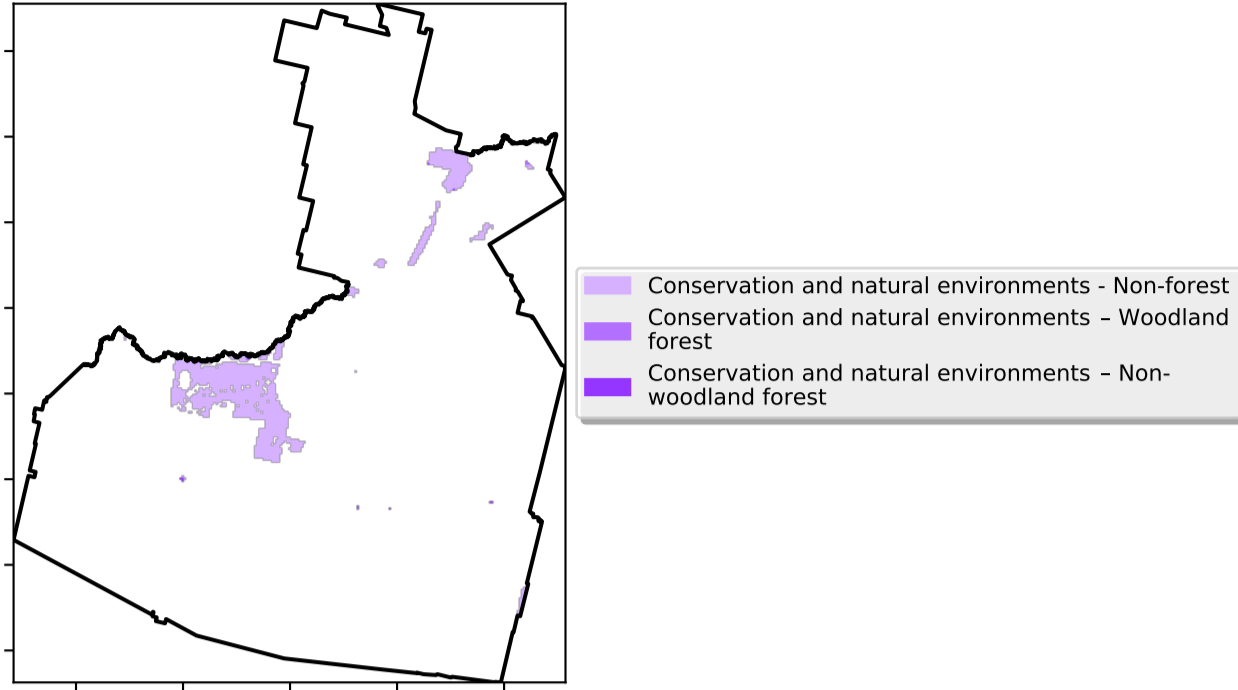 Conservation and natural environments - Non-forest
Conservation and natural environments – Woodland
forest
Conservation and natural environments – Non-
woodland forest